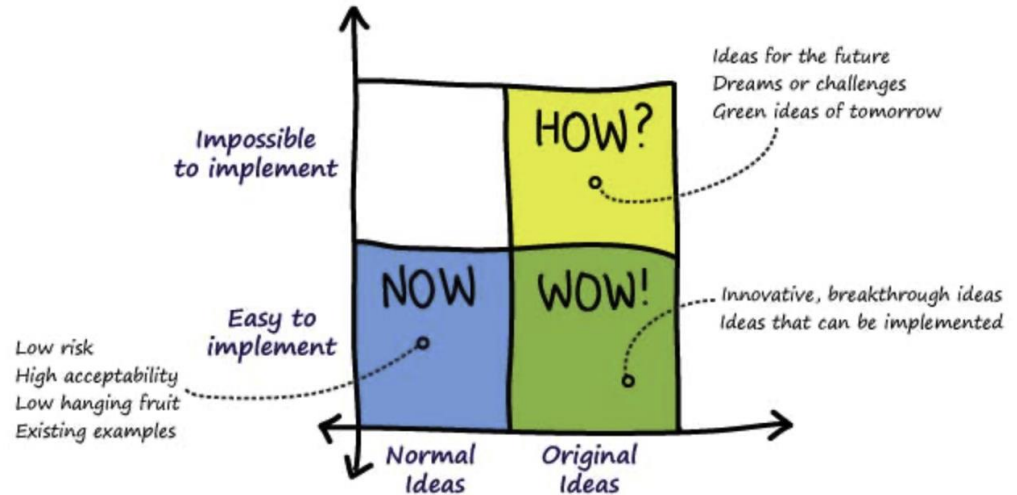 Ideas for the future
Dreams or challenges
Green ideas of tomorrow
HOW?
Impossible
to implement
NOW
WOW!
Innovative, breakthrough ideas
Ideas that can be implemented
Easy to
implement
Low risk
High acceptability
Low hanging fruit
Existing examples
Normal
Ideas
Original
Ideas